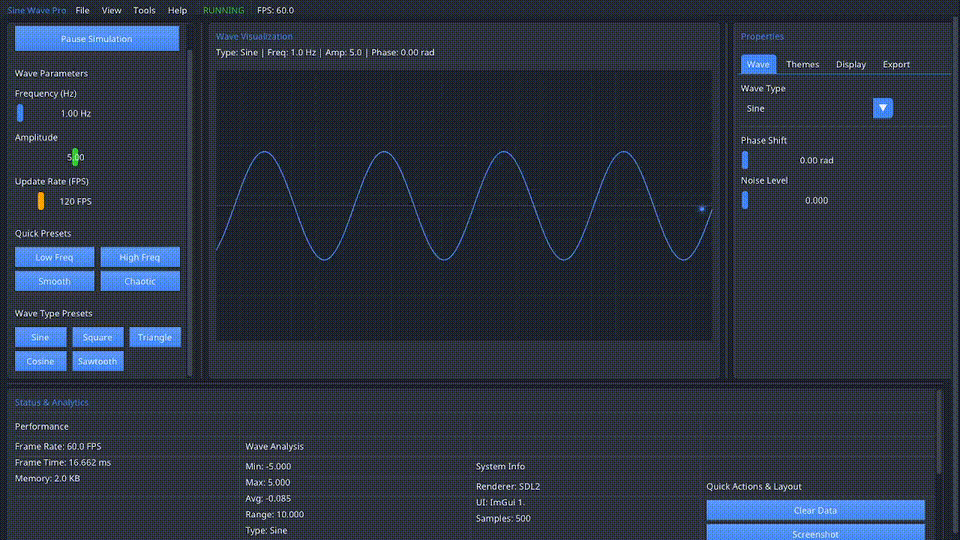 Sine Wave Pro File View Tools Help RUNNING FPS: 60.0
Pause Simulation
Wave Parameters
Frequency (Hz)
1.00 Hz
Amplitude
5.00
Update Rate (FPS)
120 FPS
Quick Presets
Low Freq High Freq
Smooth Chaotic
Wave Type Presets
Sine Square Triangle
Cosine Sawtooth
Wave Visualization
Type: Sine | Freq: 1.0 Hz | Amp: 5.0 | Phase: 0.00 rad
Properties
Wave Themes Display Export
Wave Type
Sine
Phase Shift
0.00 rad
Noise Level
0.000
Status & Analytics
Performance
Frame Rate: 60.0 FPS
Frame Time: 16.662 ms
Memory: 2.0 KB
Wave Analysis
Min: -5.000
Max: 5.000
Avg: -0.085
Range: 10.000
Type: Sine
System Info
Renderer: SDL2
UI: ImGui 1.
Samples: 500
Quick Actions & Layout
Clear Data
Screenshot